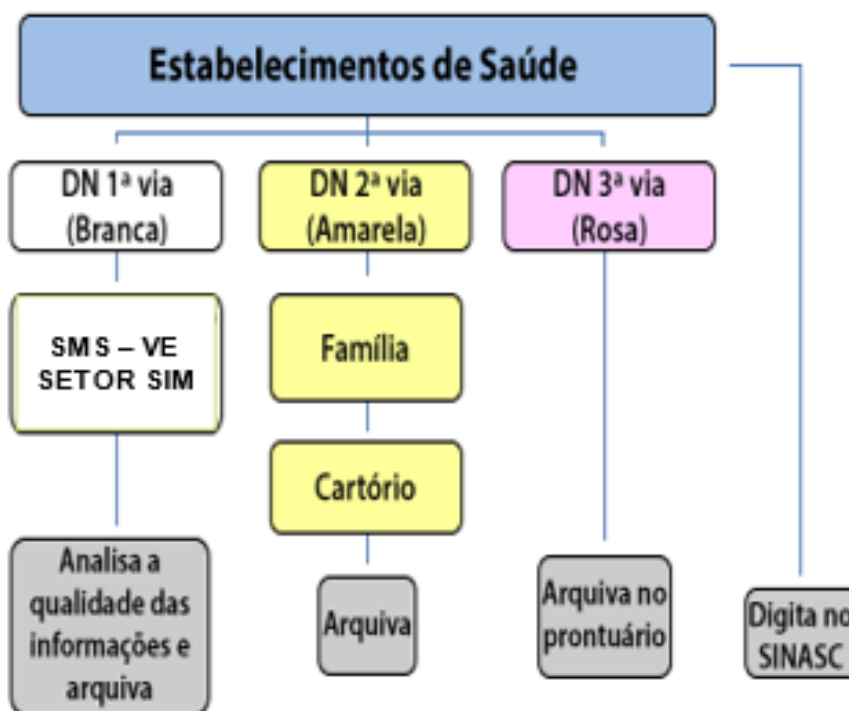 Estabelecimentos de Saúde
DN 1ª via
(Branca)
DN 2ª via
(Amarela)
DN 3ª via
(Rosa)
SMS – VE
SETOR SIM
Família
Cartório
Analisa a
qualidade das
informações e
arquiva
Arquiva
Arquiva no
prontuário
Digita no
SINASC